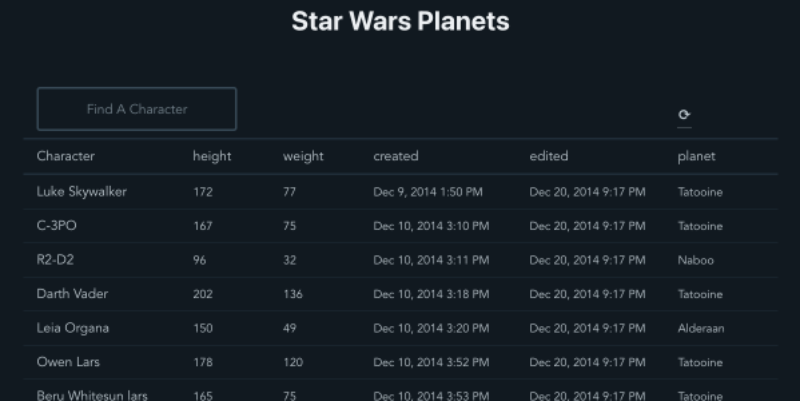 Star Wars Planets
Find A Character
⟳
Character height weight created edited planet
Luke Skywalker 172 77 Dec 9, 2014 1:50 PM Dec 20, 2014 9:17 PM Tatooine
C-3PO 167 75 Dec 10, 2014 3:10 PM Dec 20, 2014 9:17 PM Tatooine
R2-D2 96 32 Dec 10, 2014 3:11 PM Dec 20, 2014 9:17 PM Naboo
Darth Vader 202 136 Dec 10, 2014 3:18 PM Dec 20, 2014 9:17 PM Tatooine
Leia Organa 150 49 Dec 10, 2014 3:20 PM Dec 20, 2014 9:17 PM Alderaan
Owen Lars 178 120 Dec 10, 2014 3:52 PM Dec 20, 2014 9:17 PM Tatooine
Beru Whitesun lars 165 75 Dec 10, 2014 3:53 PM Dec 20, 2014 9:17 PM Tatooine